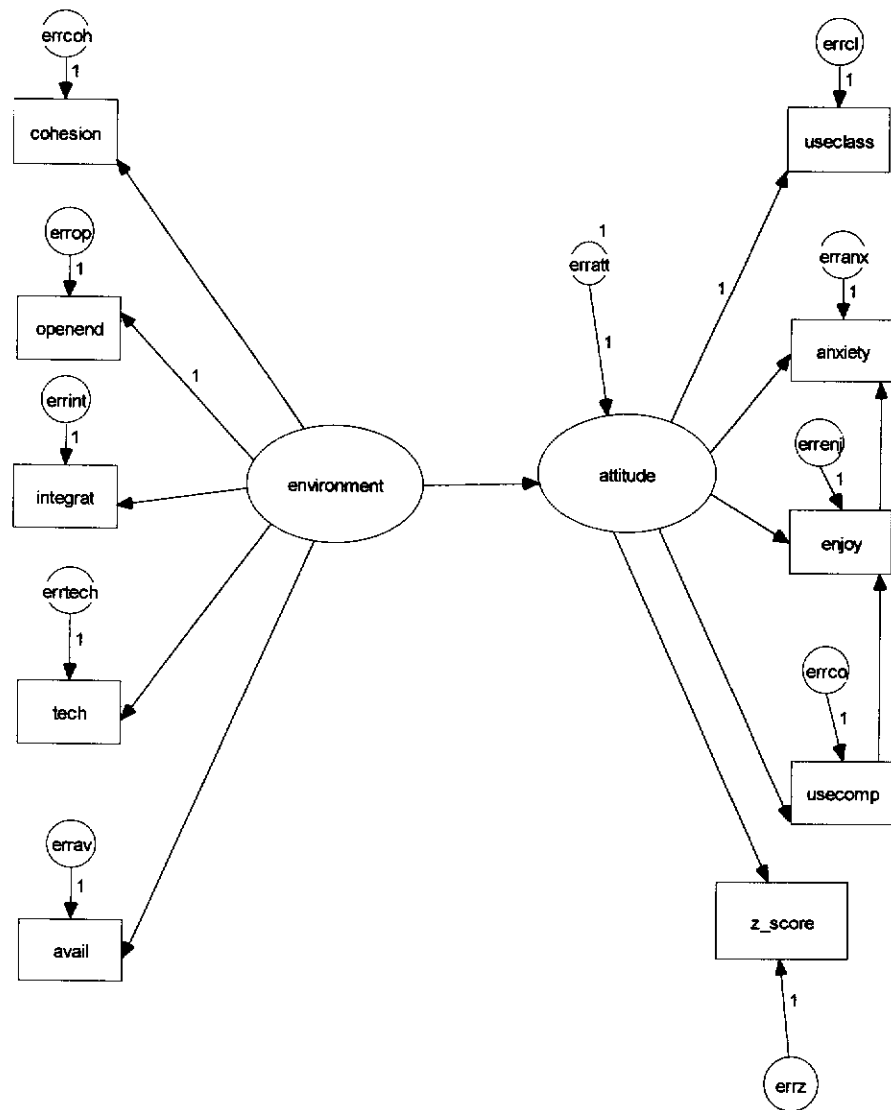 errcoh
1
cohesion
errop
1
openend
1
errint
1
integrat
errtech
1
tech
errav
1
avail
environment
1
erratt
1
attitude
errcl
1
useclass
1
erranx
1
anxiety
errenj
1
enjoy
errco
1
usecomp
z_score
1
errz